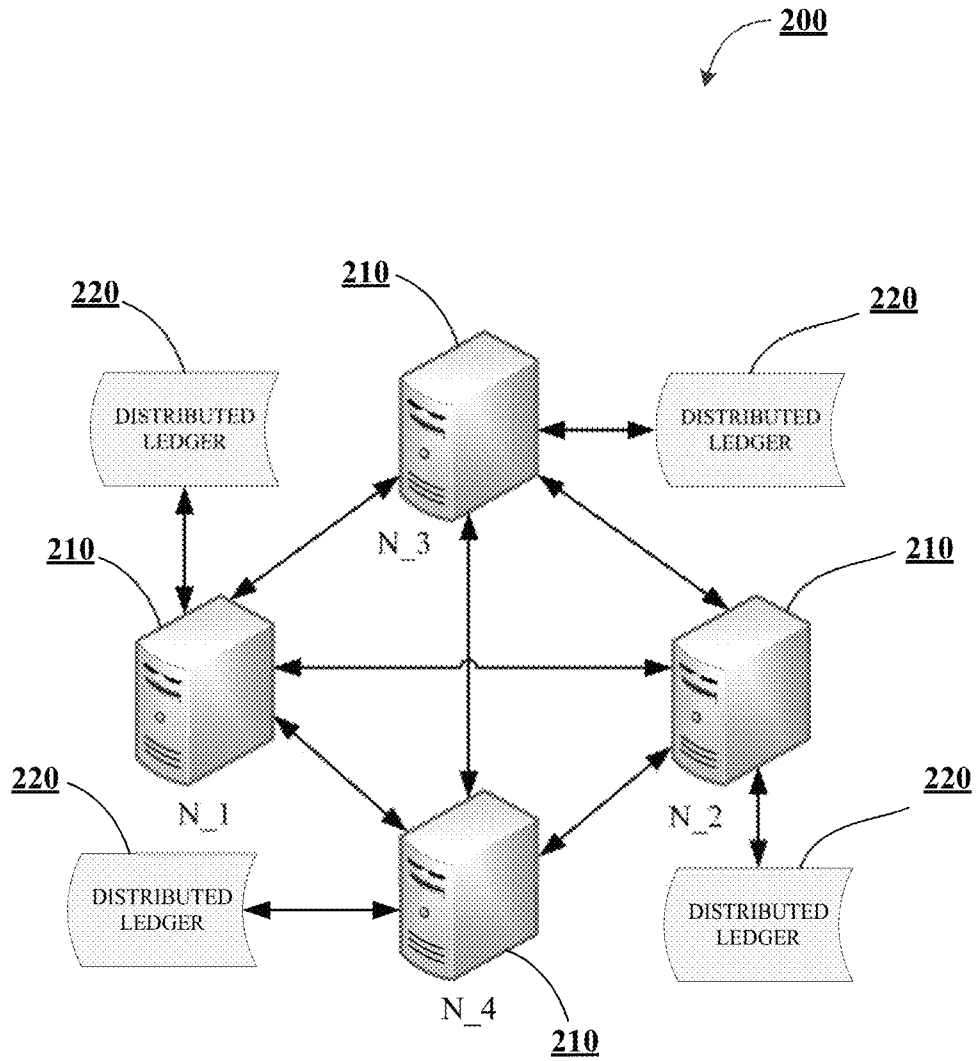 200
210
220
220
DISTRIBUTED
LEDGER
DISTRIBUTED
LEDGER
N_3
210
210
N_1
N_2
220
220
DISTRIBUTED
LEDGER
DISTRIBUTED
LEDGER
N_4
210